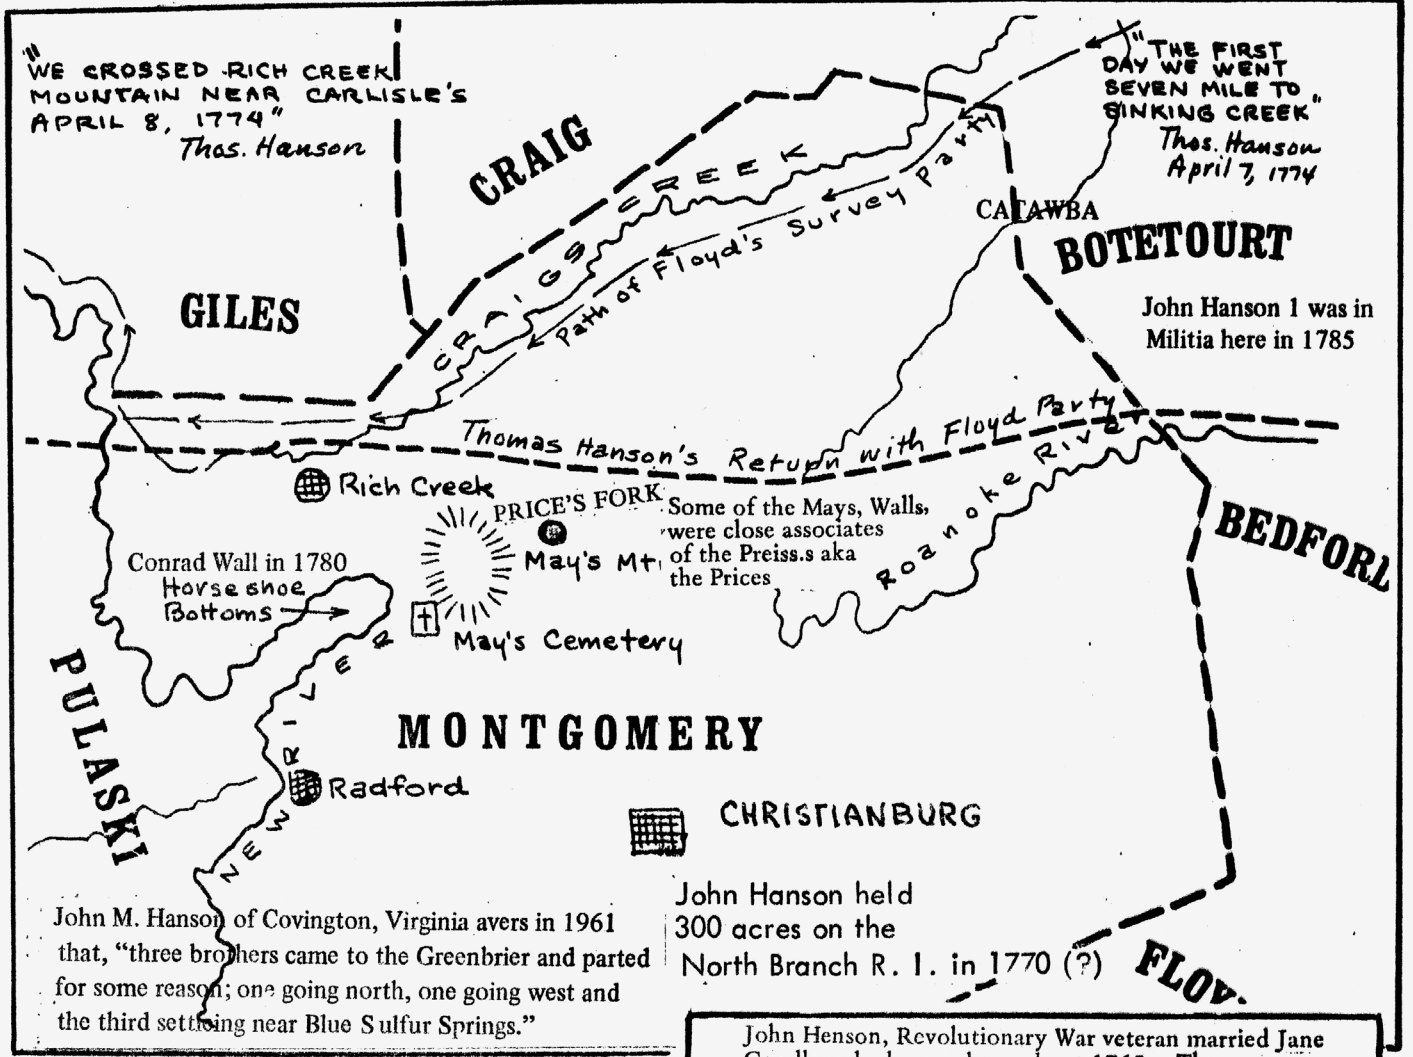 "WE CROSSED RICH CREEK
MOUNTAIN NEAR CARLISLE'S
APRIL 8, 1774"
Thos. Hanson
"THE FIRST
DAY WE WENT
SEVEN MILE TO
SINKING CREEK"
Thos. Hanson
April 7, 1774
CRAIG
CRAIGS CREEK
Path of Floyd's Survey Party
CATAWBA
BOTETOURT
GILES
John Hanson 1 was in
Militia here in 1785
Thomas Hanson's Return with Floyd Party
Roanoke River
Rich Creek
PRICE'S FORK
May's Mt.
Some of the Mays, Walls,
were close associates
of the Preiss.s aka
the Prices
BEDFORD
Conrad Wall in 1780
Horseshoe
Bottoms
May's Cemetery
PULASKI
NEW RIVER
MONTGOMERY
Radford
CHRISTIANBURG
John Hanson held
300 acres on the
North Branch R. I. in 1770 (?)
FLOY
John M. Hanson of Covington, Virginia avers in 1961
that, "three brothers came to the Greenbrier and parted
for some reason; one going north, one going west and
the third settleing near Blue Sulfur Springs."
John Henson, Revolutionary War veteran married Jane